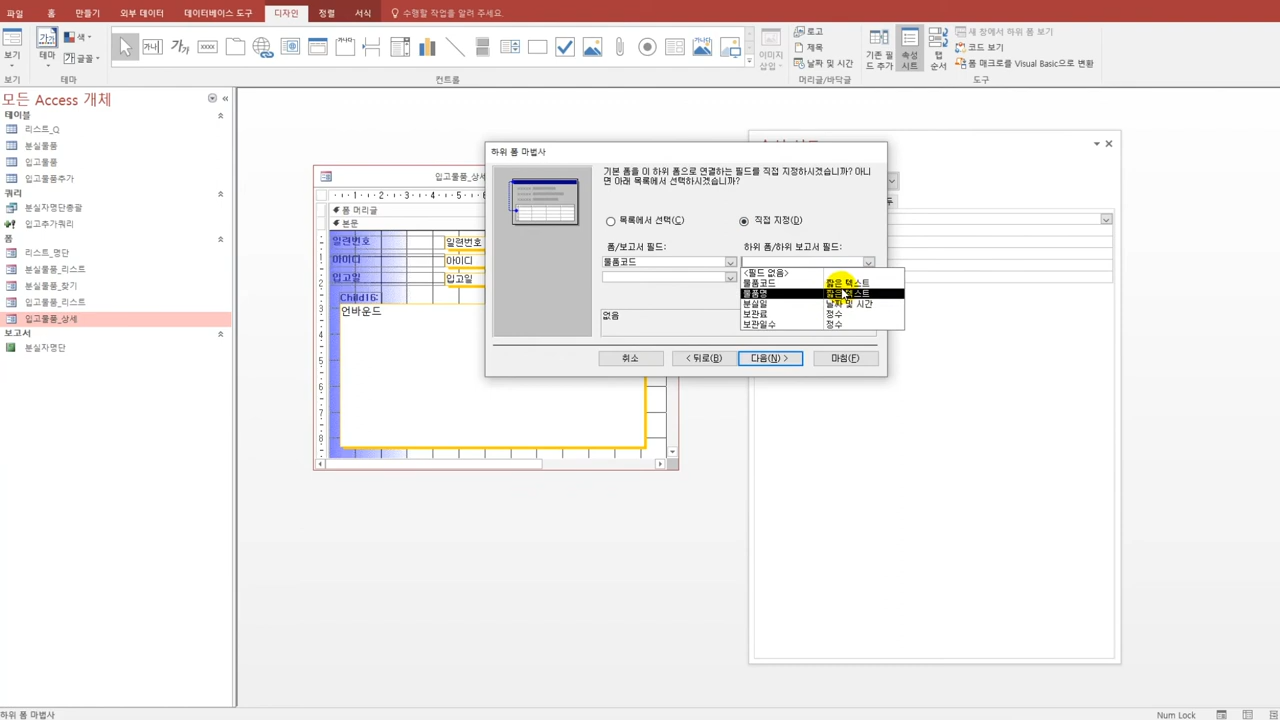 파일 홈 만들기 외부 데이터 데이터베이스 도구 디자인 정렬 서식 수행할 작업을 알려 주세요.
보기
가가
테마
색
글꼴
로고
제목
날짜 및 시간
이미지
삽입
기존 필
드 추가
속성
시트
탭
순서
새 창에서 하위 폼 보기
코드 보기
폼 매크로를 Visual Basic으로 변환
보기 테마 컨트롤 머리글/바닥글 도구
모든 Access 개체
테이블
리스트_Q
분실물품
입고물품
입고물품추가
쿼리
분실자명단총괄
입고추가쿼리
폼
리스트_명단
분실물품_리스트
분실물품_찾기
입고물품_리스트
입고물품_상세
보고서
분실자명단
입고물품_상세
폼 머리글
본문
일련번호 일련번호
아이디 아이디
입고일 입고일
Child16:
언바운드
하위 폼 마법사
기본 폼을 이 하위 폼으로 연결하는 필드를 직접 지정하시겠습니까? 아니
면 아래 목록에서 선택하시겠습니까?
목록에서 선택(C) 직접 지정(D)
폼/보고서 필드: 하위 폼/하위 보고서 필드:
물품코드
<필드 없음>
물품코드 짧은 텍스트
물품명 짧은 텍스트
분실일 날짜 및 시간
보관료 정수
보관일수 정수
없음
취소 < 뒤로(B) 다음(N) > 마침(F)
하위 폼 마법사 Num Lock